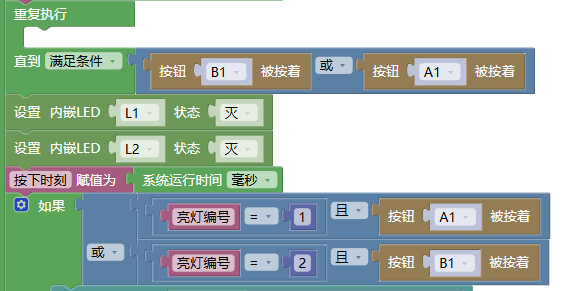 重复执行
直到 满足条件 按钮 B1 被按着 或 按钮 A1 被按着
设置 内嵌LED L1 状态 灭
设置 内嵌LED L2 状态 灭
按下时刻 赋值为 系统运行时间 毫秒
如果 亮灯编号 = 1 且 按钮 A1 被按着
或
亮灯编号 = 2 且 按钮 B1 被按着